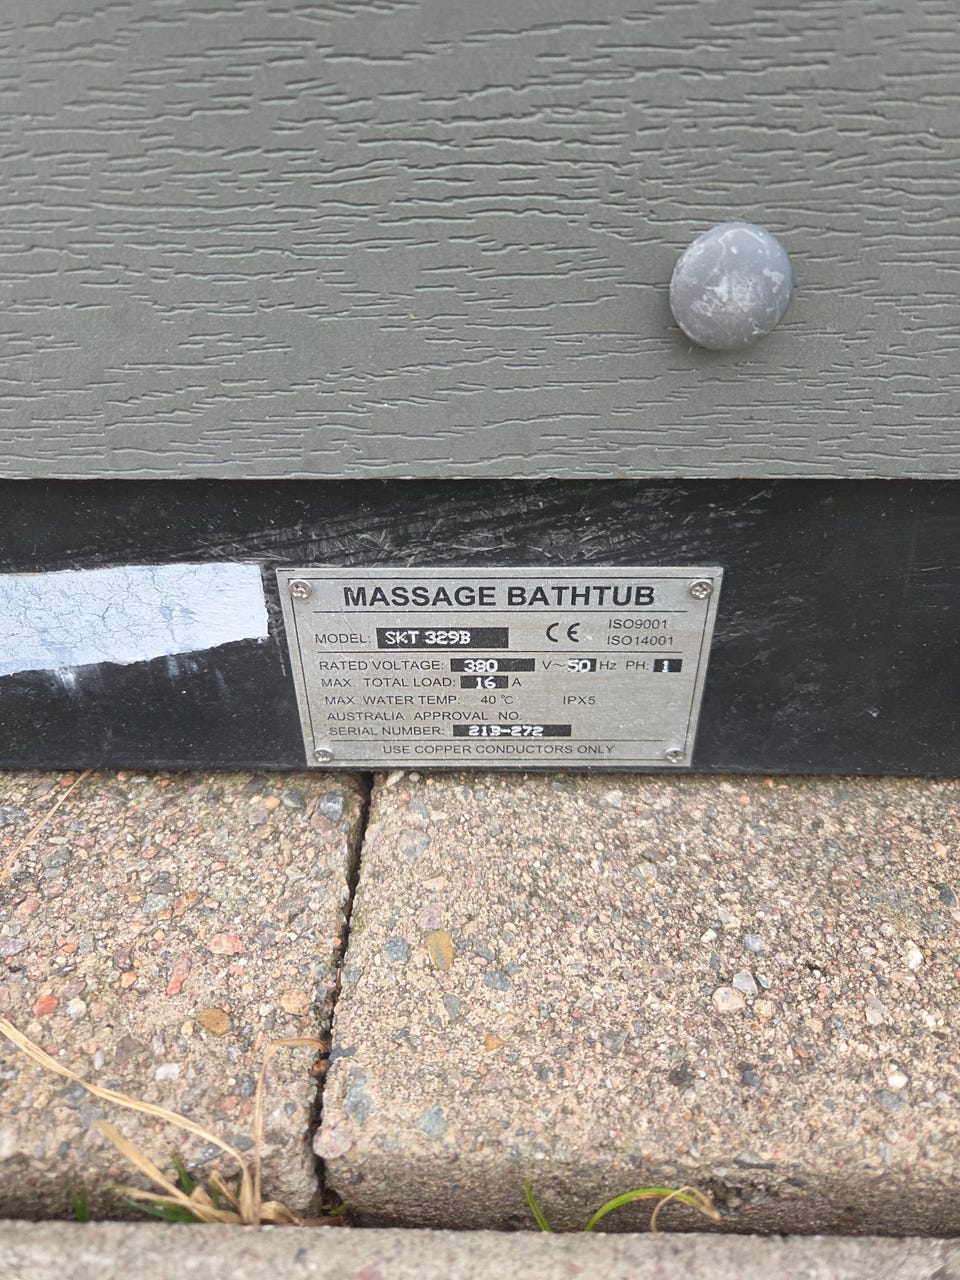 MASSAGE BATHTUB
MODEL: SKT 329B CE ISO9001
ISO14001
RATED VOLTAGE: 380 V~50 Hz PH: 1
MAX. TOTAL LOAD: 16 A
MAX. WATER TEMP: 40 °C IPX5
AUSTRALIA APPROVAL NO.
SERIAL NUMBER: 21B-272
USE COPPER CONDUCTORS ONLY